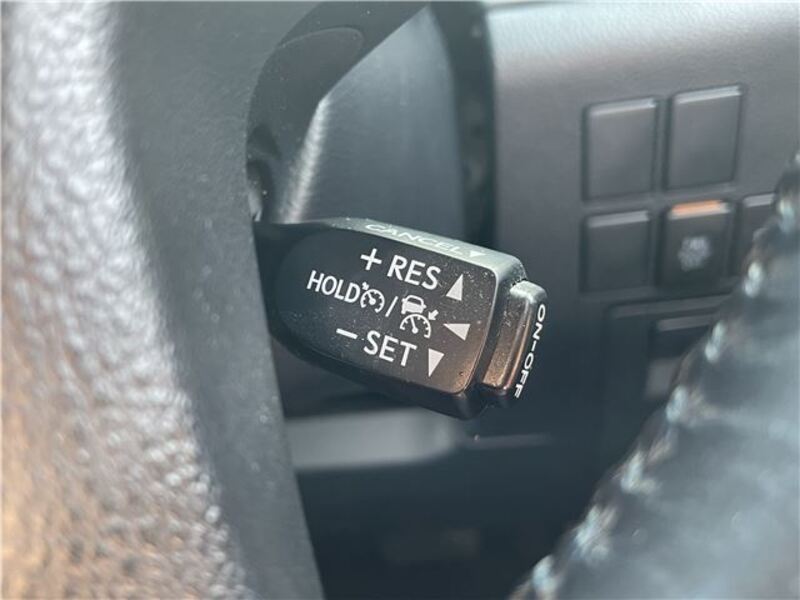 CANCEL
+ RES
HOLD /
- SET
ON-OFF